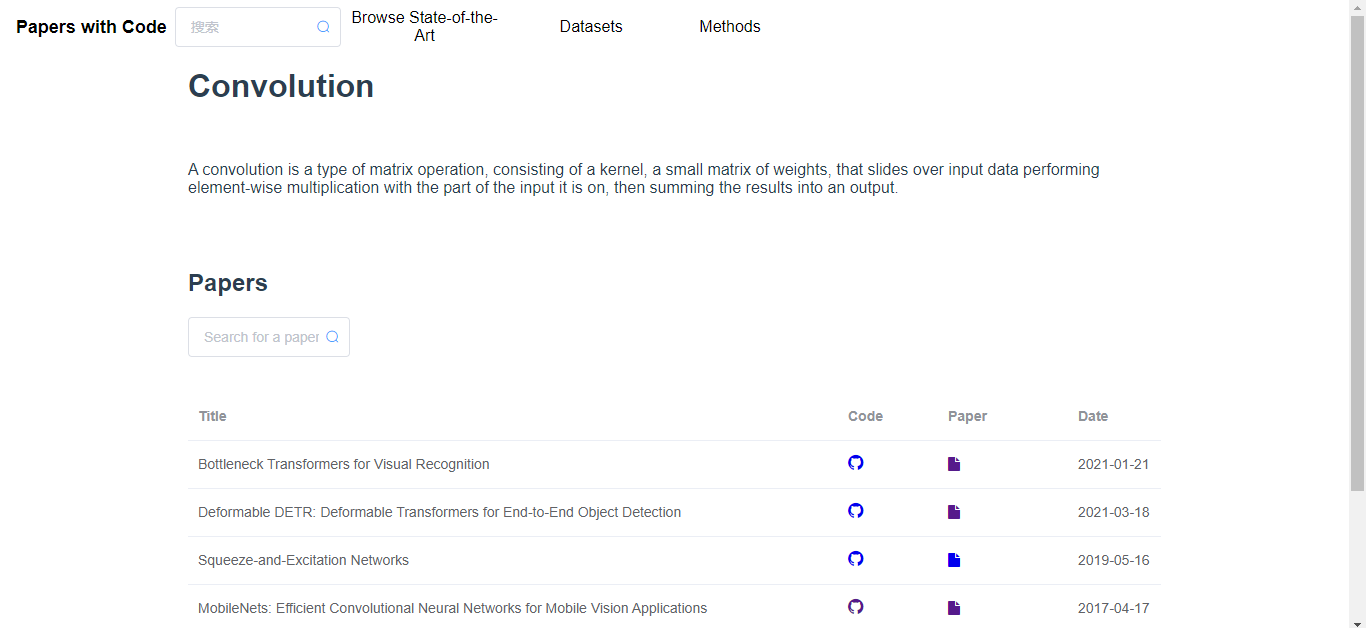 Papers with Code
搜索
Browse State-of-the-
Art
Datasets
Methods
Convolution
A convolution is a type of matrix operation, consisting of a kernel, a small matrix of weights, that slides over input data performing
element-wise multiplication with the part of the input it is on, then summing the results into an output.
Papers
Search for a paper
Title Code Paper Date
Bottleneck Transformers for Visual Recognition 2021-01-21
Deformable DETR: Deformable Transformers for End-to-End Object Detection 2021-03-18
Squeeze-and-Excitation Networks 2019-05-16
MobileNets: Efficient Convolutional Neural Networks for Mobile Vision Applications 2017-04-17